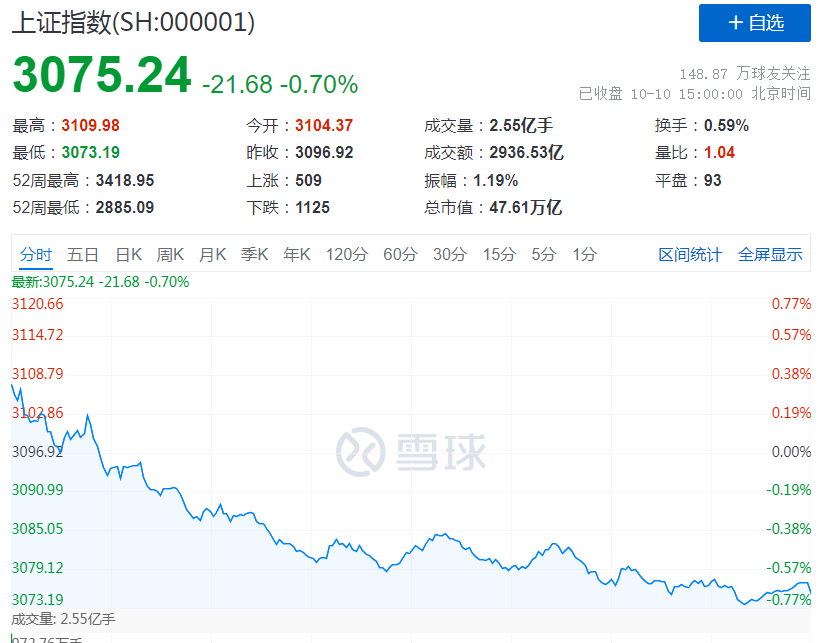 上证指数(SH:000001)
+ 自选
3075.24 -21.68 -0.70%
148.87 万球友关注
已收盘 10-10 15:00:00 北京时间
最高：3109.98 今开：3104.37 成交量：2.55亿手 换手：0.59%
最低：3073.19 昨收：3096.92 成交额：2936.53亿 量比：1.04
52周最高：3418.95 上涨：509 振幅：1.19% 平盘：93
52周最低：2885.09 下跌：1125 总市值：47.61万亿
分时 五日 日K 周K 月K 季K 年K 120分 60分 30分 15分 5分 1分 区间统计 全屏显示
最新:3075.24 -21.68 -0.70%
3120.66 0.77%
3114.72 0.57%
3108.79 0.38%
3102.86 0.19%
3096.92 0.00%
雪球
3090.99 -0.19%
3085.05 -0.38%
3079.12 -0.57%
3073.19 -0.77%
成交量: 2.55亿手